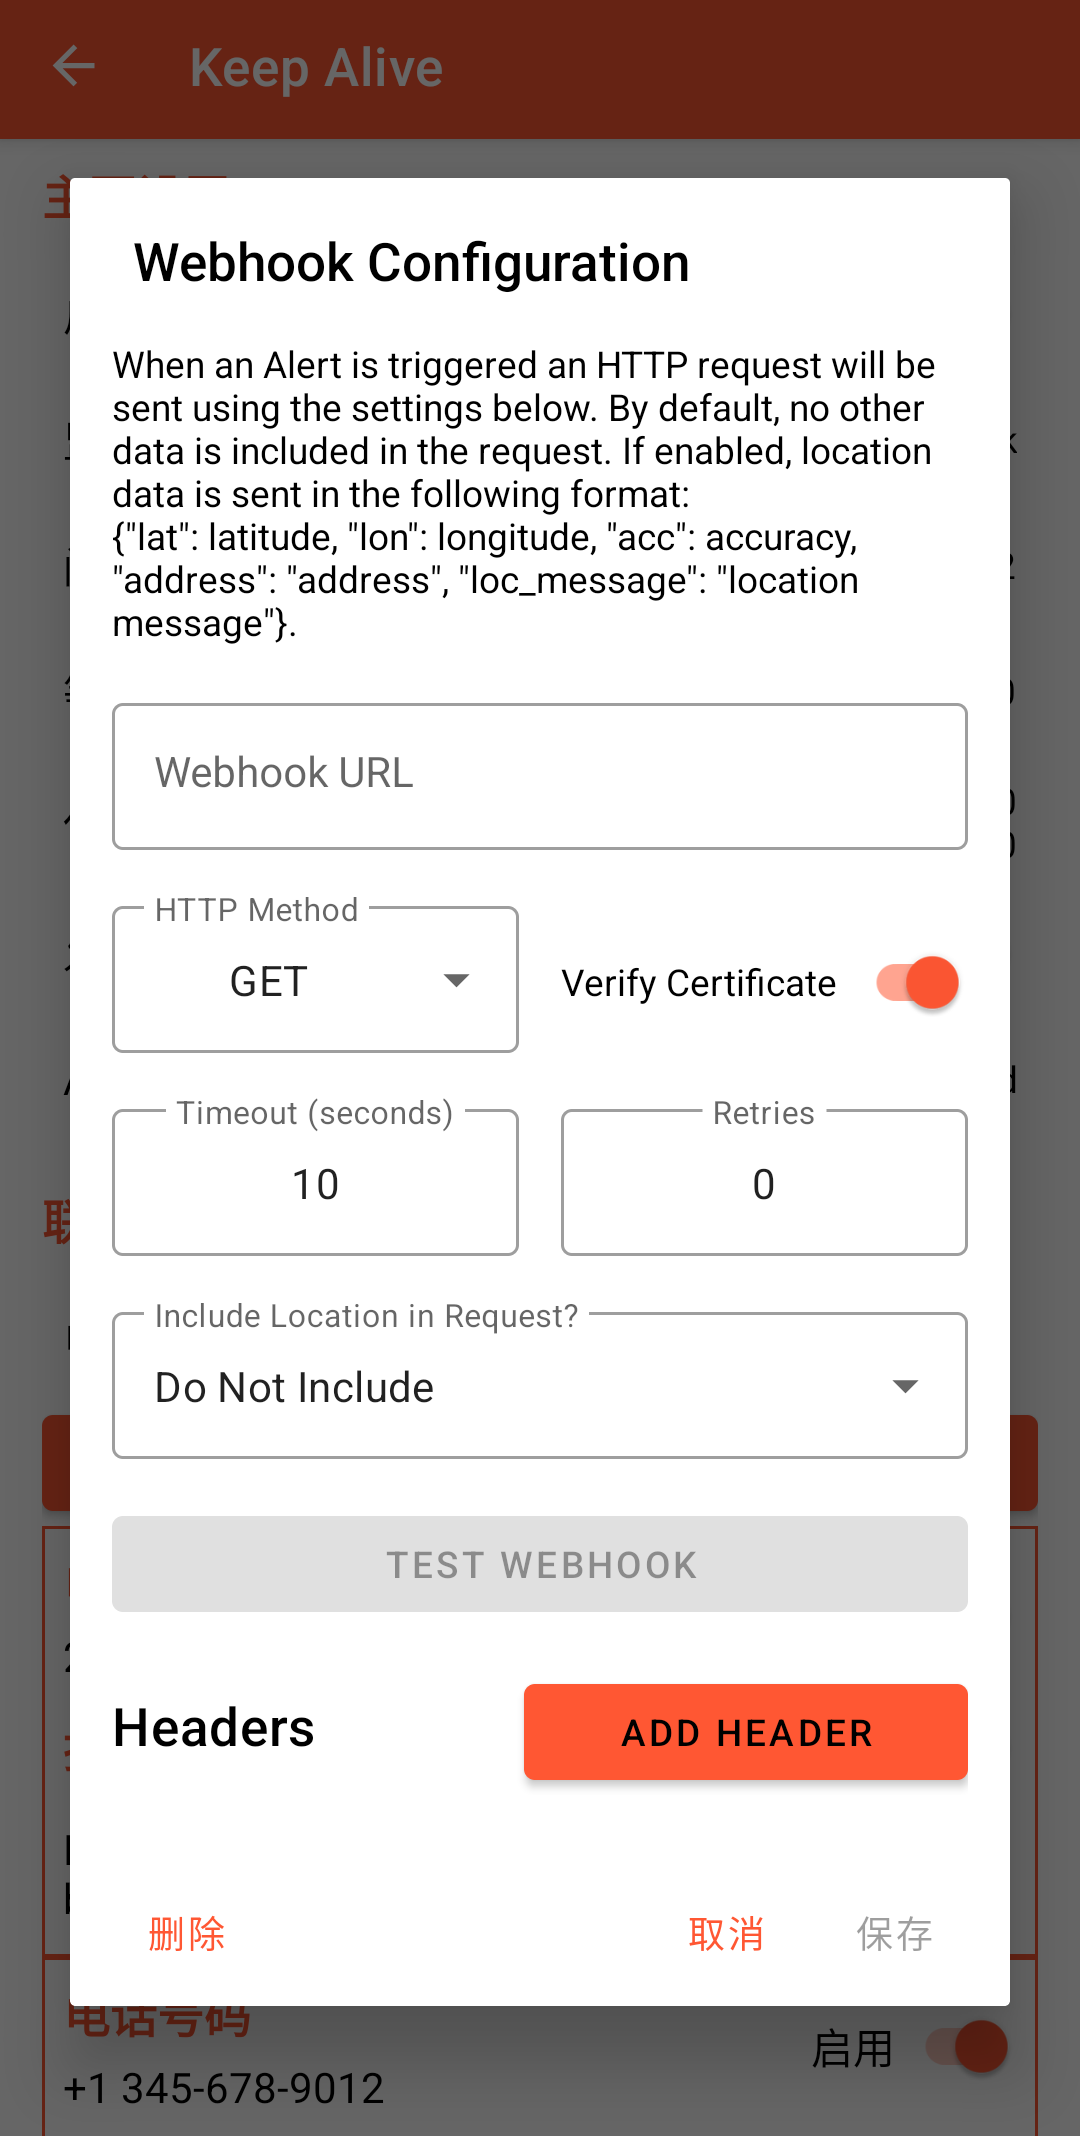 Keep Alive
Webhook Configuration
When an Alert is triggered an HTTP request will be
sent using the settings below. By default, no other
data is included in the request. If enabled, location
data is sent in the following format:
{"lat": latitude, "lon": longitude, "acc": accuracy,
"address": "address", "loc_message": "location
message"}.
Webhook URL
HTTP Method
GET
Verify Certificate
Timeout (seconds)
Retries
10
0
Include Location in Request?
Do Not Include
TEST WEBHOOK
Headers
ADD HEADER
删除
取消
保存
电话号码
启用
+1 345-678-9012